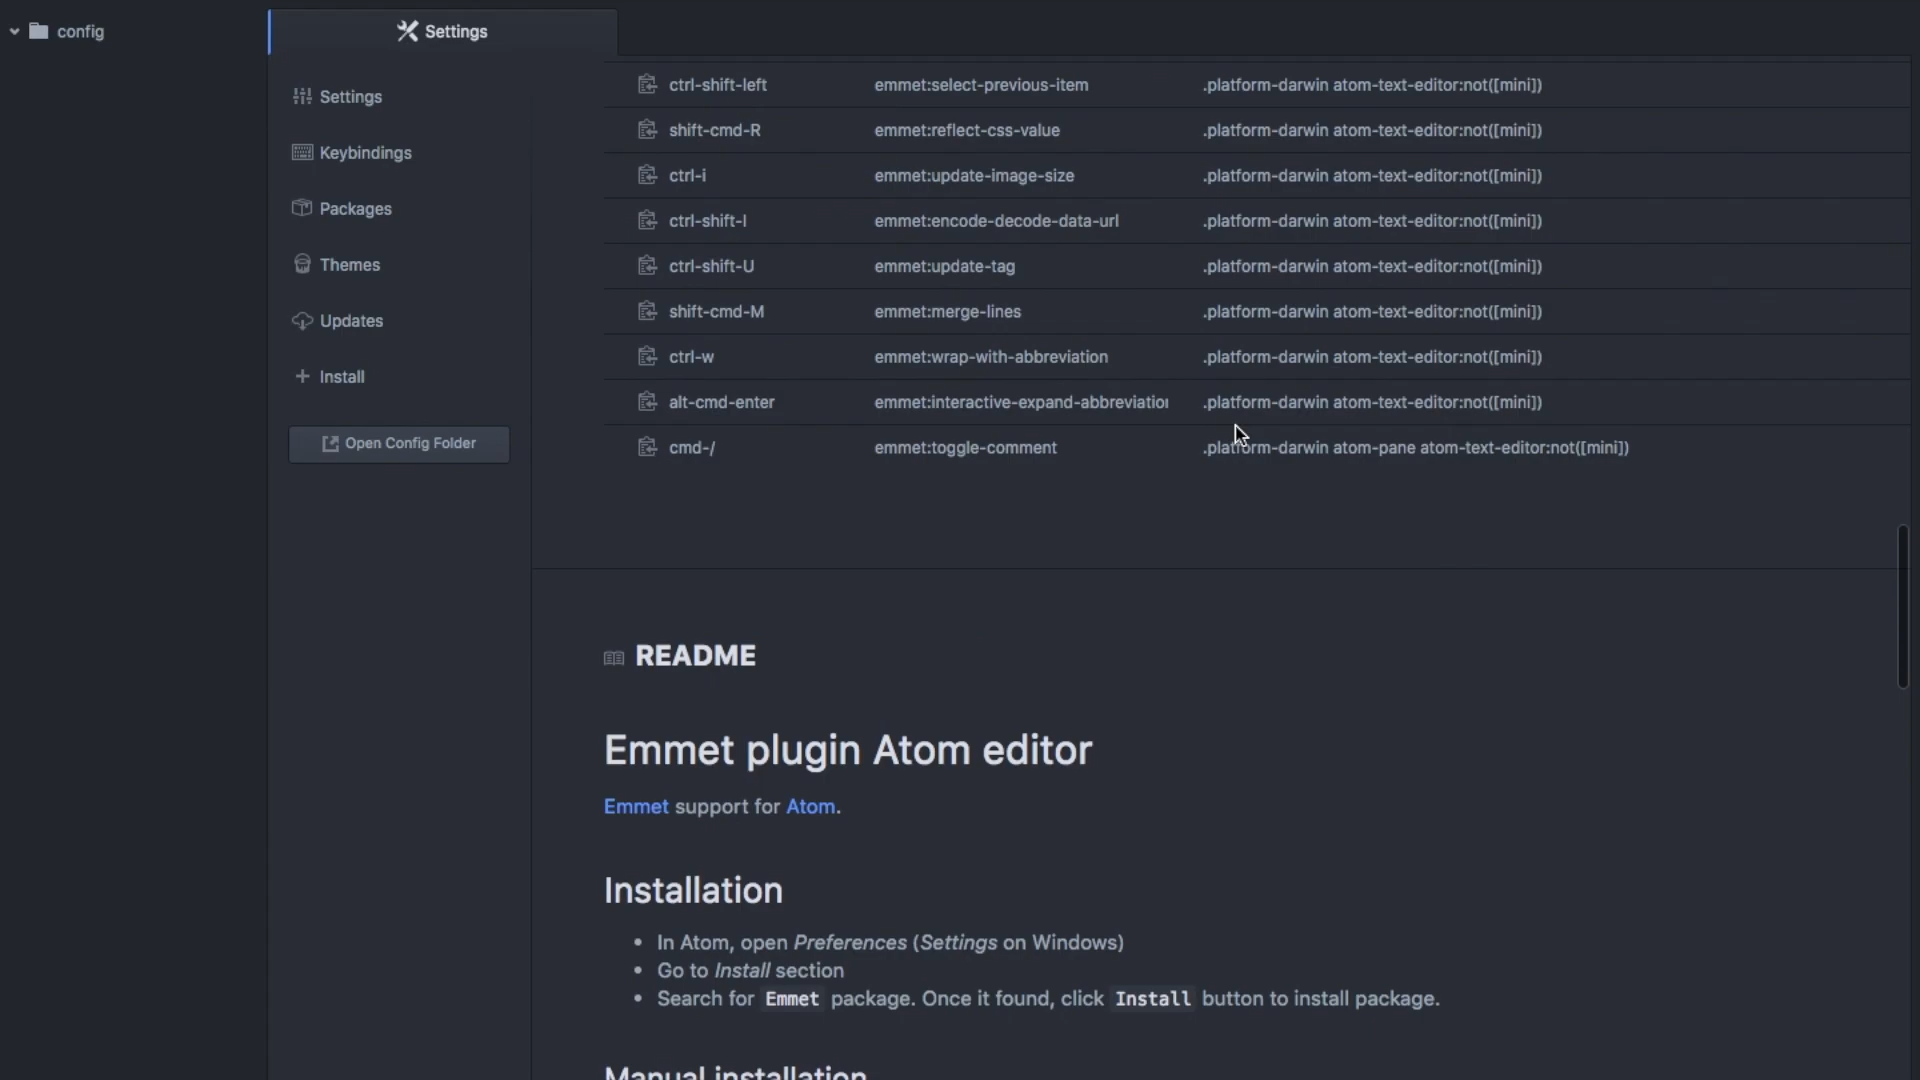 config
Settings
Settings
Keybindings
Packages
Themes
Updates
Install
Open Config Folder
ctrl-shift-left emmet:select-previous-item .platform-darwin atom-text-editor:not([mini])
shift-cmd-R emmet:reflect-css-value .platform-darwin atom-text-editor:not([mini])
ctrl-i emmet:update-image-size .platform-darwin atom-text-editor:not([mini])
ctrl-shift-I emmet:encode-decode-data-url .platform-darwin atom-text-editor:not([mini])
ctrl-shift-U emmet:update-tag .platform-darwin atom-text-editor:not([mini])
shift-cmd-M emmet:merge-lines .platform-darwin atom-text-editor:not([mini])
ctrl-w emmet:wrap-with-abbreviation .platform-darwin atom-text-editor:not([mini])
alt-cmd-enter emmet:interactive-expand-abbreviation .platform-darwin atom-text-editor:not([mini])
cmd-/ emmet:toggle-comment .platform-darwin atom-pane atom-text-editor:not([mini])
README
Emmet plugin Atom editor
Emmet support for Atom.
Installation
• In Atom, open Preferences (Settings on Windows)
• Go to Install section
• Search for Emmet package. Once it found, click Install button to install package.
Manual installation